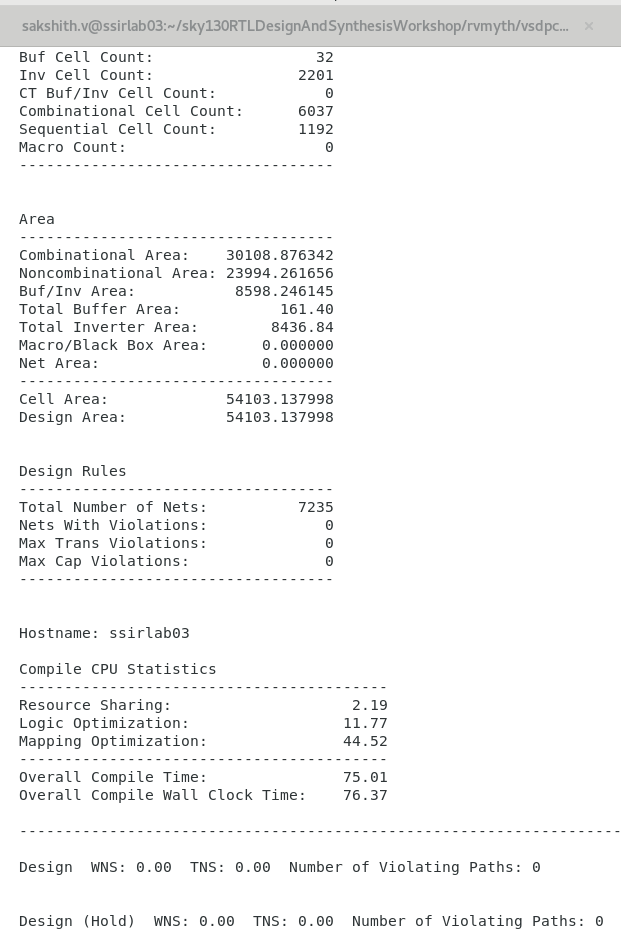 sakshith.v@ssirlab03:~/sky130RTLDesignAndSynthesisWorkshop/rvmyth/vsdpc... ×
Buf Cell Count:                  32
Inv Cell Count:                2201
CT Buf/Inv Cell Count:            0
Combinational Cell Count:      6037
Sequential Cell Count:         1192
Macro Count:                      0
-----------------------------------
Area
-----------------------------------
Combinational Area:    30108.876342
Noncombinational Area: 23994.261656
Buf/Inv Area:           8598.246145
Total Buffer Area:           161.40
Total Inverter Area:        8436.84
Macro/Black Box Area:      0.000000
Net Area:                  0.000000
-----------------------------------
Cell Area:             54103.137998
Design Area:           54103.137998
Design Rules
-----------------------------------
Total Number of Nets:          7235
Nets With Violations:             0
Max Trans Violations:             0
Max Cap Violations:               0
-----------------------------------
Hostname: ssirlab03
Compile CPU Statistics
-----------------------------------------
Resource Sharing:                    2.19
Logic Optimization:                 11.77
Mapping Optimization:               44.52
-----------------------------------------
Overall Compile Time:               75.01
Overall Compile Wall Clock Time:    76.37
-------------------------------------------------------------------
Design  WNS: 0.00  TNS: 0.00  Number of Violating Paths: 0
Design (Hold)  WNS: 0.00  TNS: 0.00  Number of Violating Paths: 0